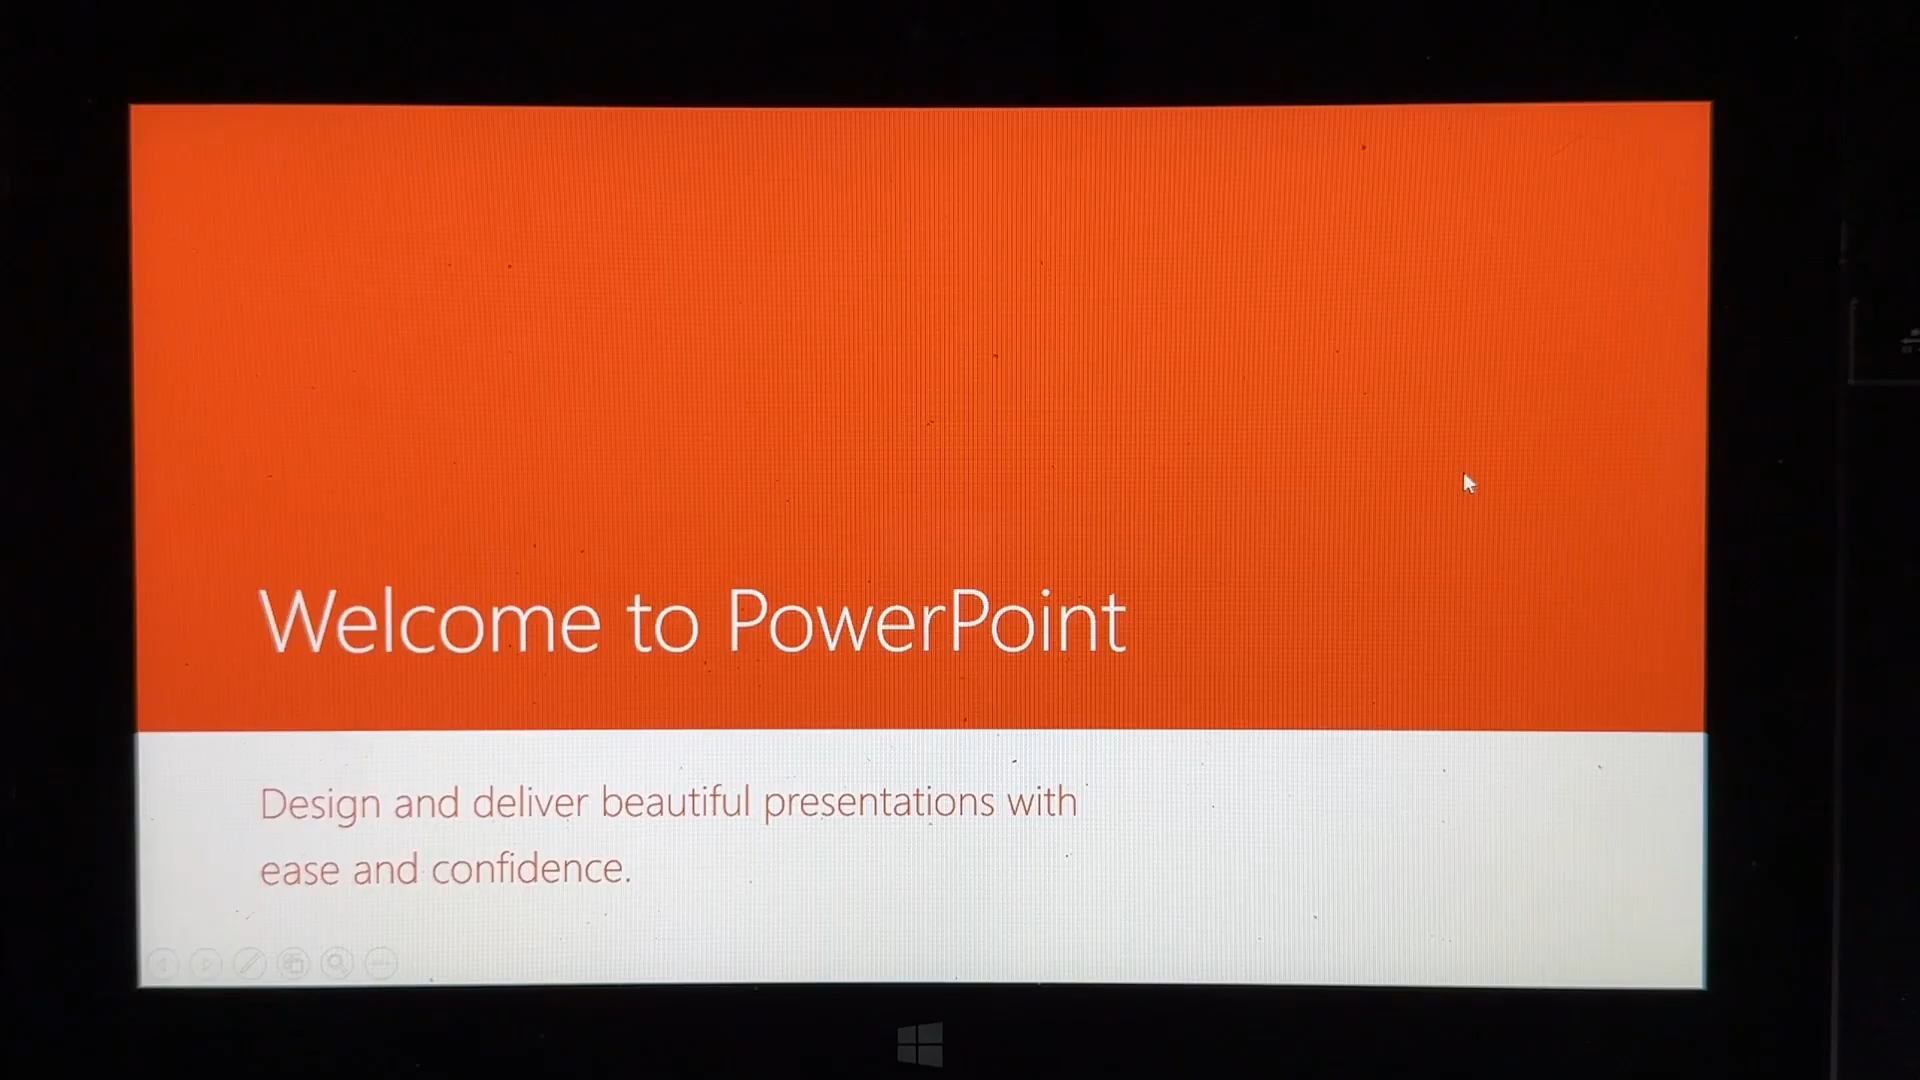 Welcome to PowerPoint
Design and deliver beautiful presentations with
ease and confidence.